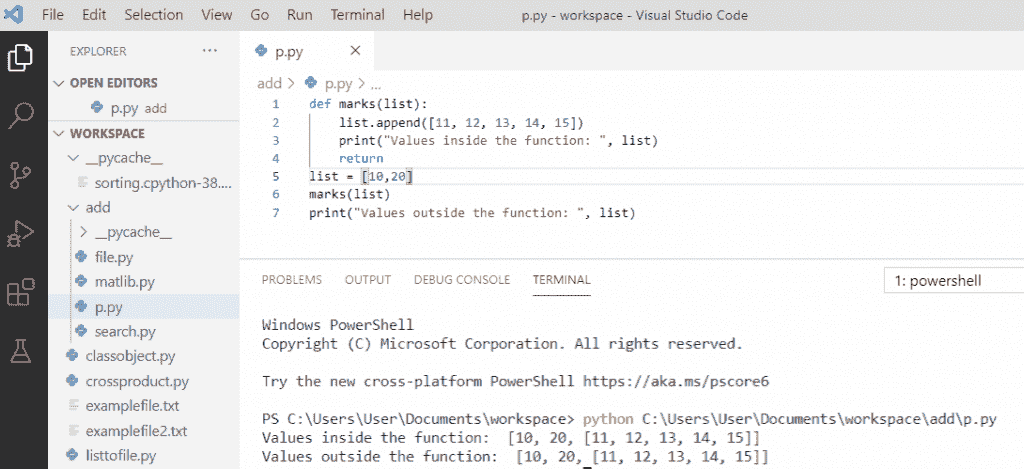 File Edit Selection View Go Run Terminal Help p.py - workspace - Visual Studio Code
EXPLORER ...
OPEN EDITORS
p.py add
WORKSPACE
__pycache__
sorting.cpython-38....
add
__pycache__
file.py
matlib.py
p.py
search.py
classobject.py
crossproduct.py
examplefile.txt
examplefile2.txt
listtofile.py
p.py
add > p.py > ...
1 def marks(list):
2 list.append([11, 12, 13, 14, 15])
3 print("Values inside the function: ", list)
4 return
5 list = [10,20]
6 marks(list)
7 print("Values outside the function: ", list)
PROBLEMS OUTPUT DEBUG CONSOLE TERMINAL 1: powershell
Windows PowerShell
Copyright (C) Microsoft Corporation. All rights reserved.
Try the new cross-platform PowerShell https://aka.ms/pscore6
PS C:\Users\User\Documents\workspace> python C:\Users\User\Documents\workspace\add\p.py
Values inside the function:  [10, 20, [11, 12, 13, 14, 15]]
Values outside the function:  [10, 20, [11, 12, 13, 14, 15]]